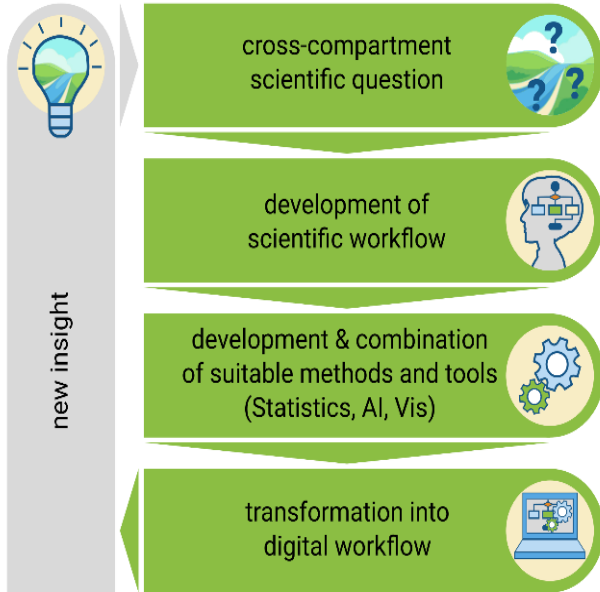 cross-compartment
scientific question
development of
scientific workflow
development & combination
of suitable methods and tools
(Statistics, AI, Vis)
transformation into
digital workflow
new insight
? ? ?